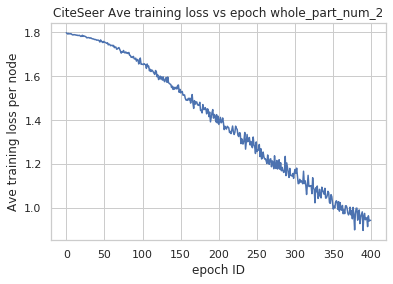 CiteSeer Ave training loss vs epoch whole_part_num_2
1.8
1.6
1.4
1.2
1.0
Ave training loss per node
0 50 100 150 200 250 300 350 400
epoch ID